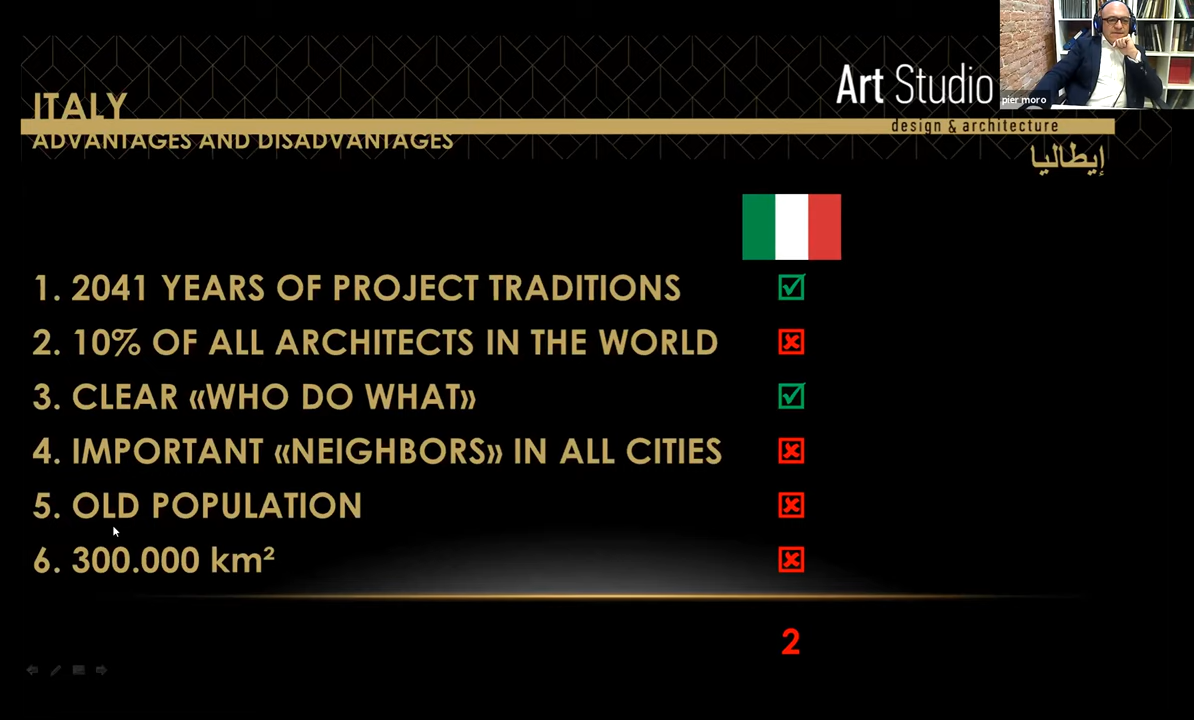 pier moro
Art Studio
design & architecture
ITALY
ADVANTAGES AND DISADVANTAGES
إيطاليا
1. 2041 YEARS OF PROJECT TRADITIONS
2. 10% OF ALL ARCHITECTS IN THE WORLD
3. CLEAR «WHO DO WHAT»
4. IMPORTANT «NEIGHBORS» IN ALL CITIES
5. OLD POPULATION
6. 300.000 km²
2